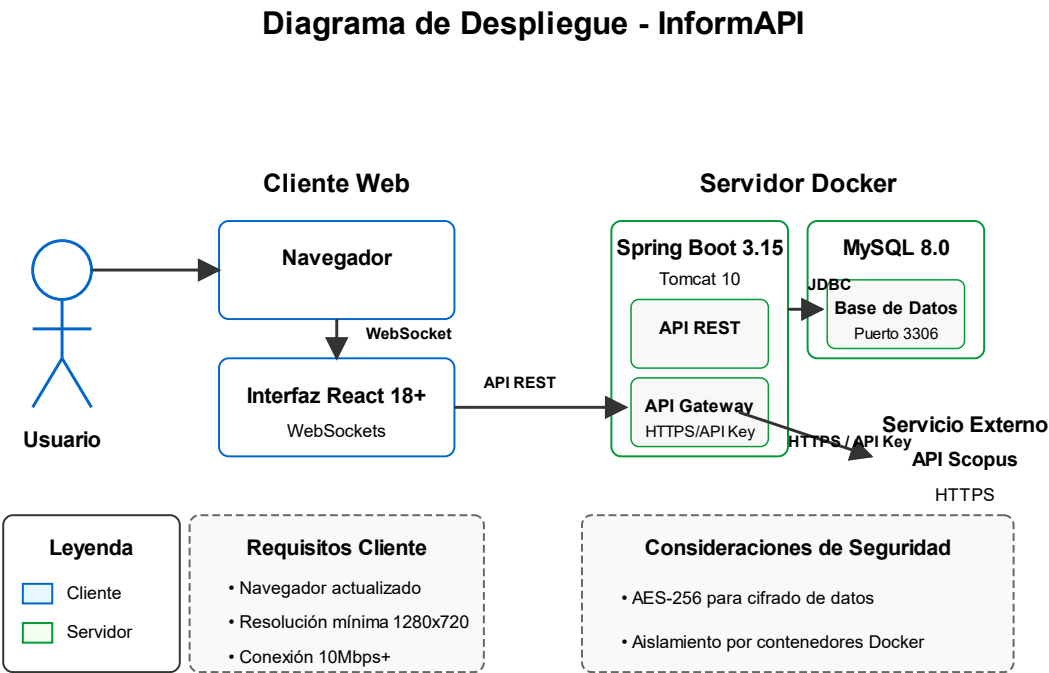 Diagrama de Despliegue - InformAPI
Cliente Web
Servidor Docker
Navegador
WebSocket
Interfaz React 18+
WebSockets
Usuario
API REST
Spring Boot 3.15
Tomcat 10
API REST
API Gateway
HTTPS/API Key
JDBC
MySQL 8.0
Base de Datos
Puerto 3306
HTTPS / API Key
Servicio Externo
API Scopus
HTTPS
Leyenda
Cliente
Servidor
Requisitos Cliente
• Navegador actualizado
• Resolución mínima 1280x720
• Conexión 10Mbps+
Consideraciones de Seguridad
• AES-256 para cifrado de datos
• Aislamiento por contenedores Docker